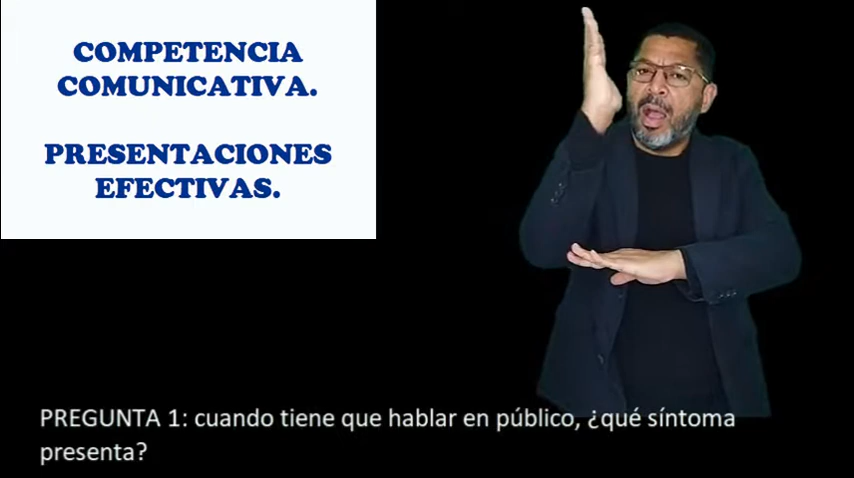 COMPETENCIA
COMUNICATIVA.
PRESENTACIONES
EFECTIVAS.
PREGUNTA 1: cuando tiene que hablar en público, ¿qué síntoma
presenta?